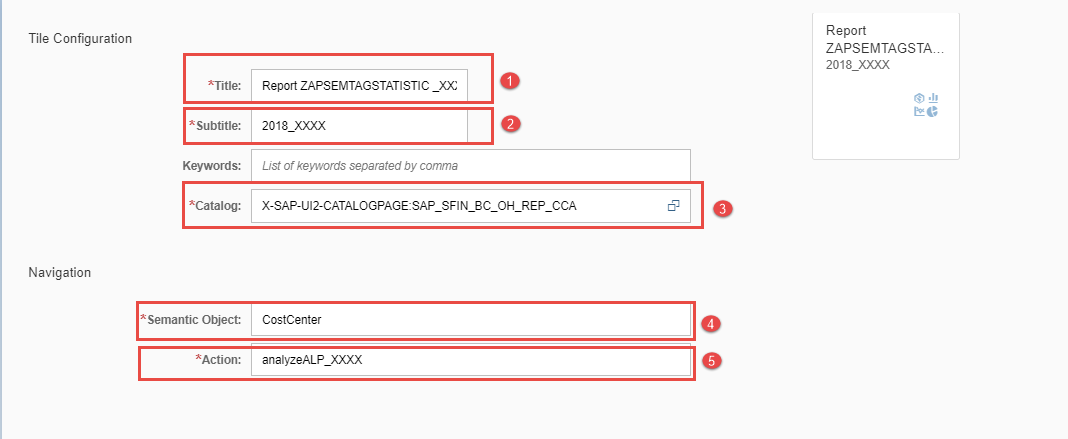 Tile Configuration
*Title: Report ZAPSEMTAGSTATISTIC _XXX
1
*Subtitle: 2018_XXXX
2
Keywords: List of keywords separated by comma
*Catalog: X-SAP-UI2-CATALOGPAGE:SAP_SFIN_BC_OH_REP_CCA
3
Report
ZAPSEMTAGSTA...
2018_XXXX
Navigation
*Semantic Object: CostCenter
4
*Action: analyzeALP_XXXX
5